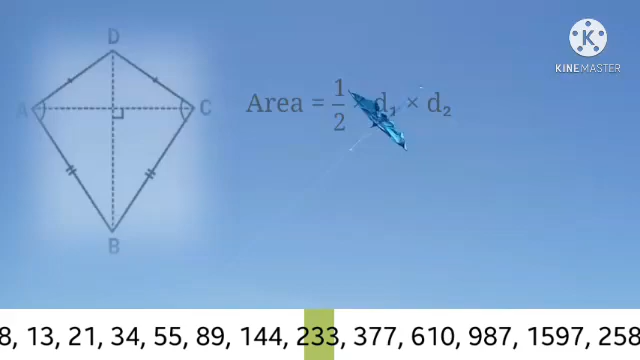 D
A
C
B
Area = 1/2 × d₁ × d₂
K
KINEMASTER
8, 13, 21, 34, 55, 89, 144, 233, 377, 610, 987, 1597, 258